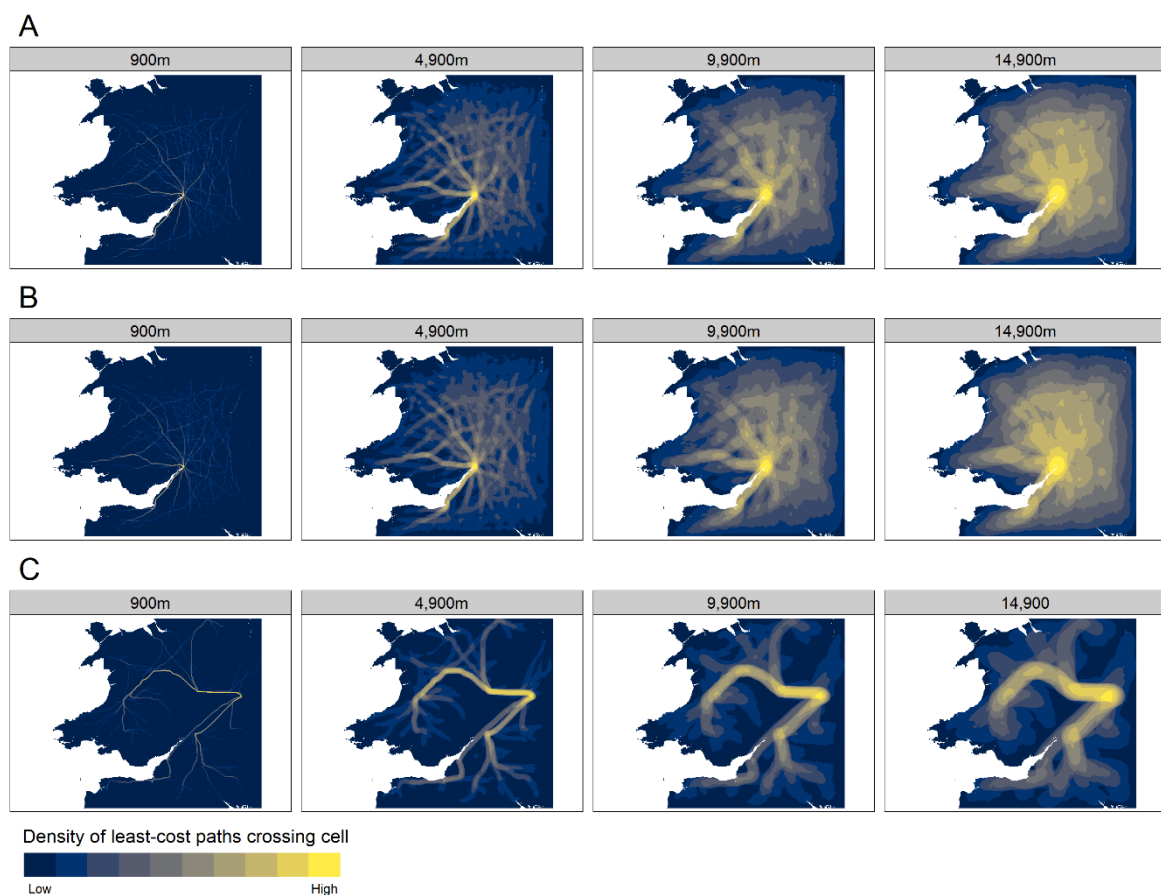 A
900m 4,900m 9,900m 14,900m
B
900m 4,900m 9,900m 14,900m
C
900m 4,900m 9,900m 14,900
Density of least-cost paths crossing cell
Low High